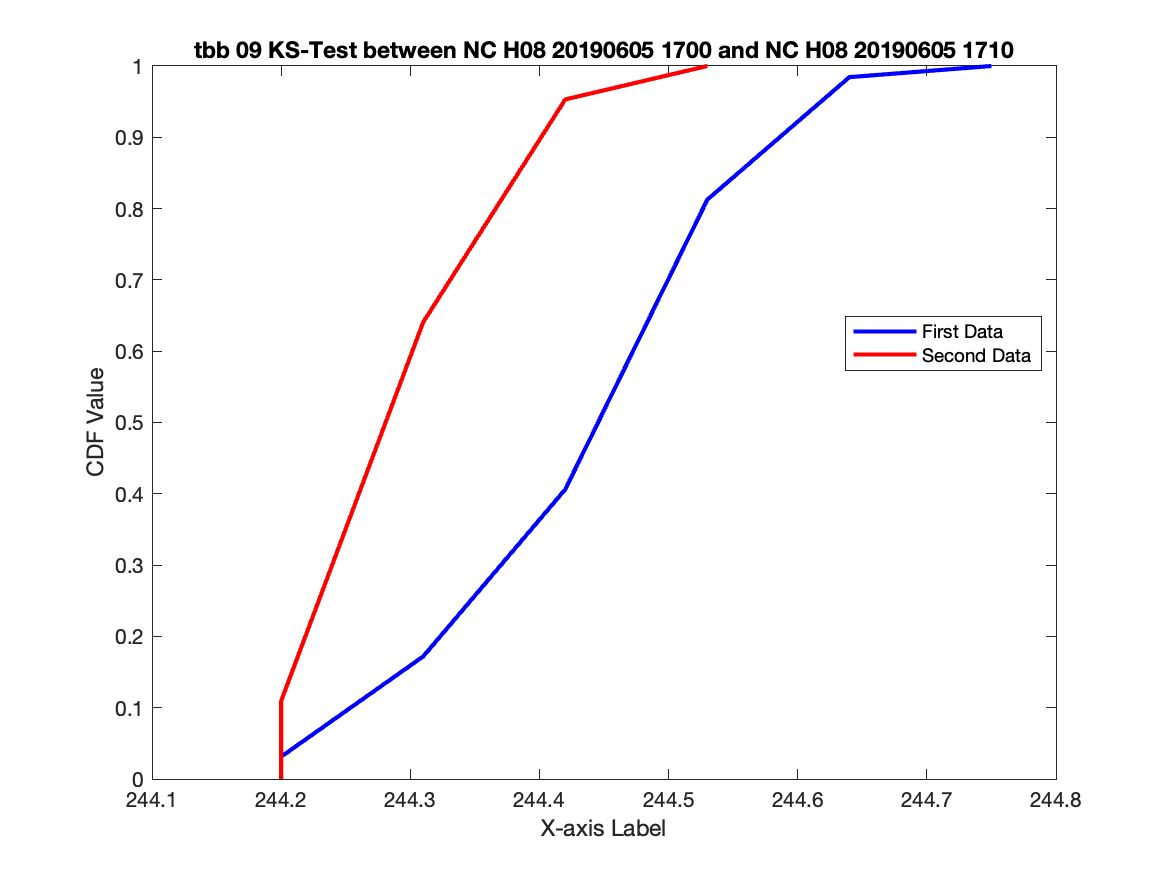 tbb 09 KS-Test between NC H08 20190605 1700 and NC H08 20190605 1710
1
0.9
0.8
0.7
0.6
0.5
0.4
0.3
0.2
0.1
0
CDF Value
First Data
Second Data
244.1 244.2 244.3 244.4 244.5 244.6 244.7 244.8
X-axis Label